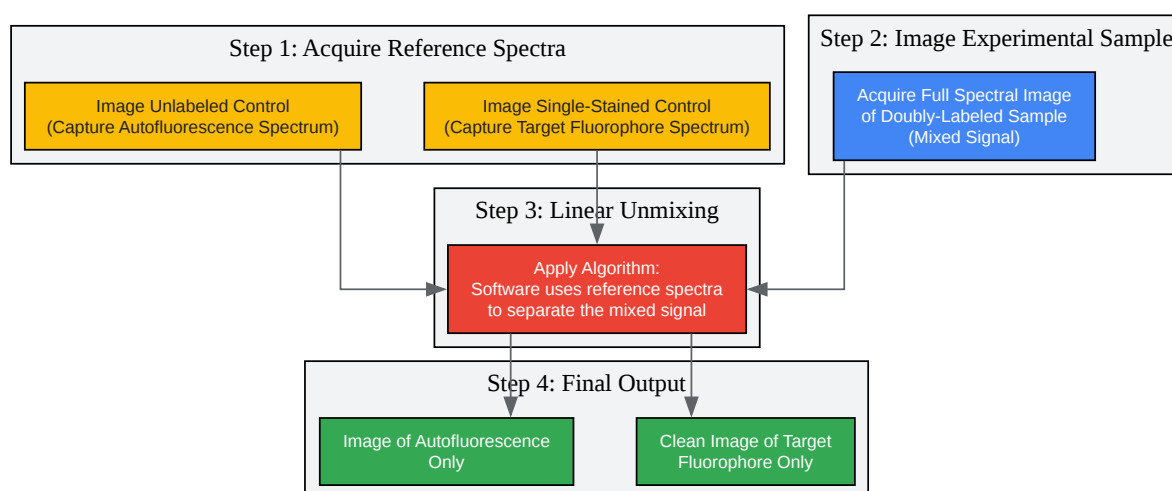 Step 1: Acquire Reference Spectra
Image Unlabeled Control
(Capture Autofluorescence Spectrum)
Image Single-Stained Control
(Capture Target Fluorophore Spectrum)
Step 2: Image Experimental Sample
Acquire Full Spectral Image
of Doubly-Labeled Sample
(Mixed Signal)
Step 3: Linear Unmixing
Apply Algorithm:
Software uses reference spectra
to separate the mixed signal
Step 4: Final Output
Image of Autofluorescence
Only
Clean Image of Target
Fluorophore Only